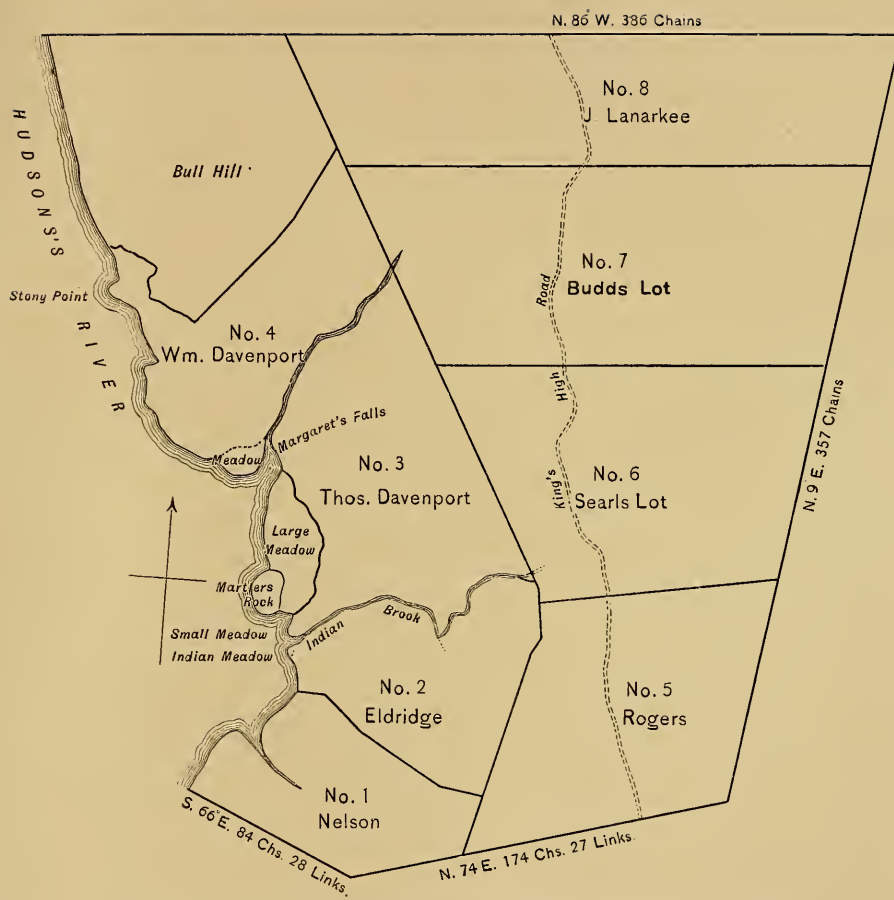 N. 86° W. 386 Chains
No. 8
J. Lanarkee
HUDSONS'S
RIVER
Bull Hill
Stony Point
No. 7
Budds Lot
King's High Road
No. 4
Wm. Davenport
Margaret's Falls
Meadow
No. 3
Thos. Davenport
N. 9° E. 357 Chains
No. 6
Searls Lot
Large
Meadow
Martlers
Rock
Small Meadow
Indian Meadow
Indian Brook
No. 2
Eldridge
No. 5
Rogers
No. 1
Nelson
S. 66° E. 84 Chs. 28 Links.
N. 74 E. 174 Chs. 27 Links.